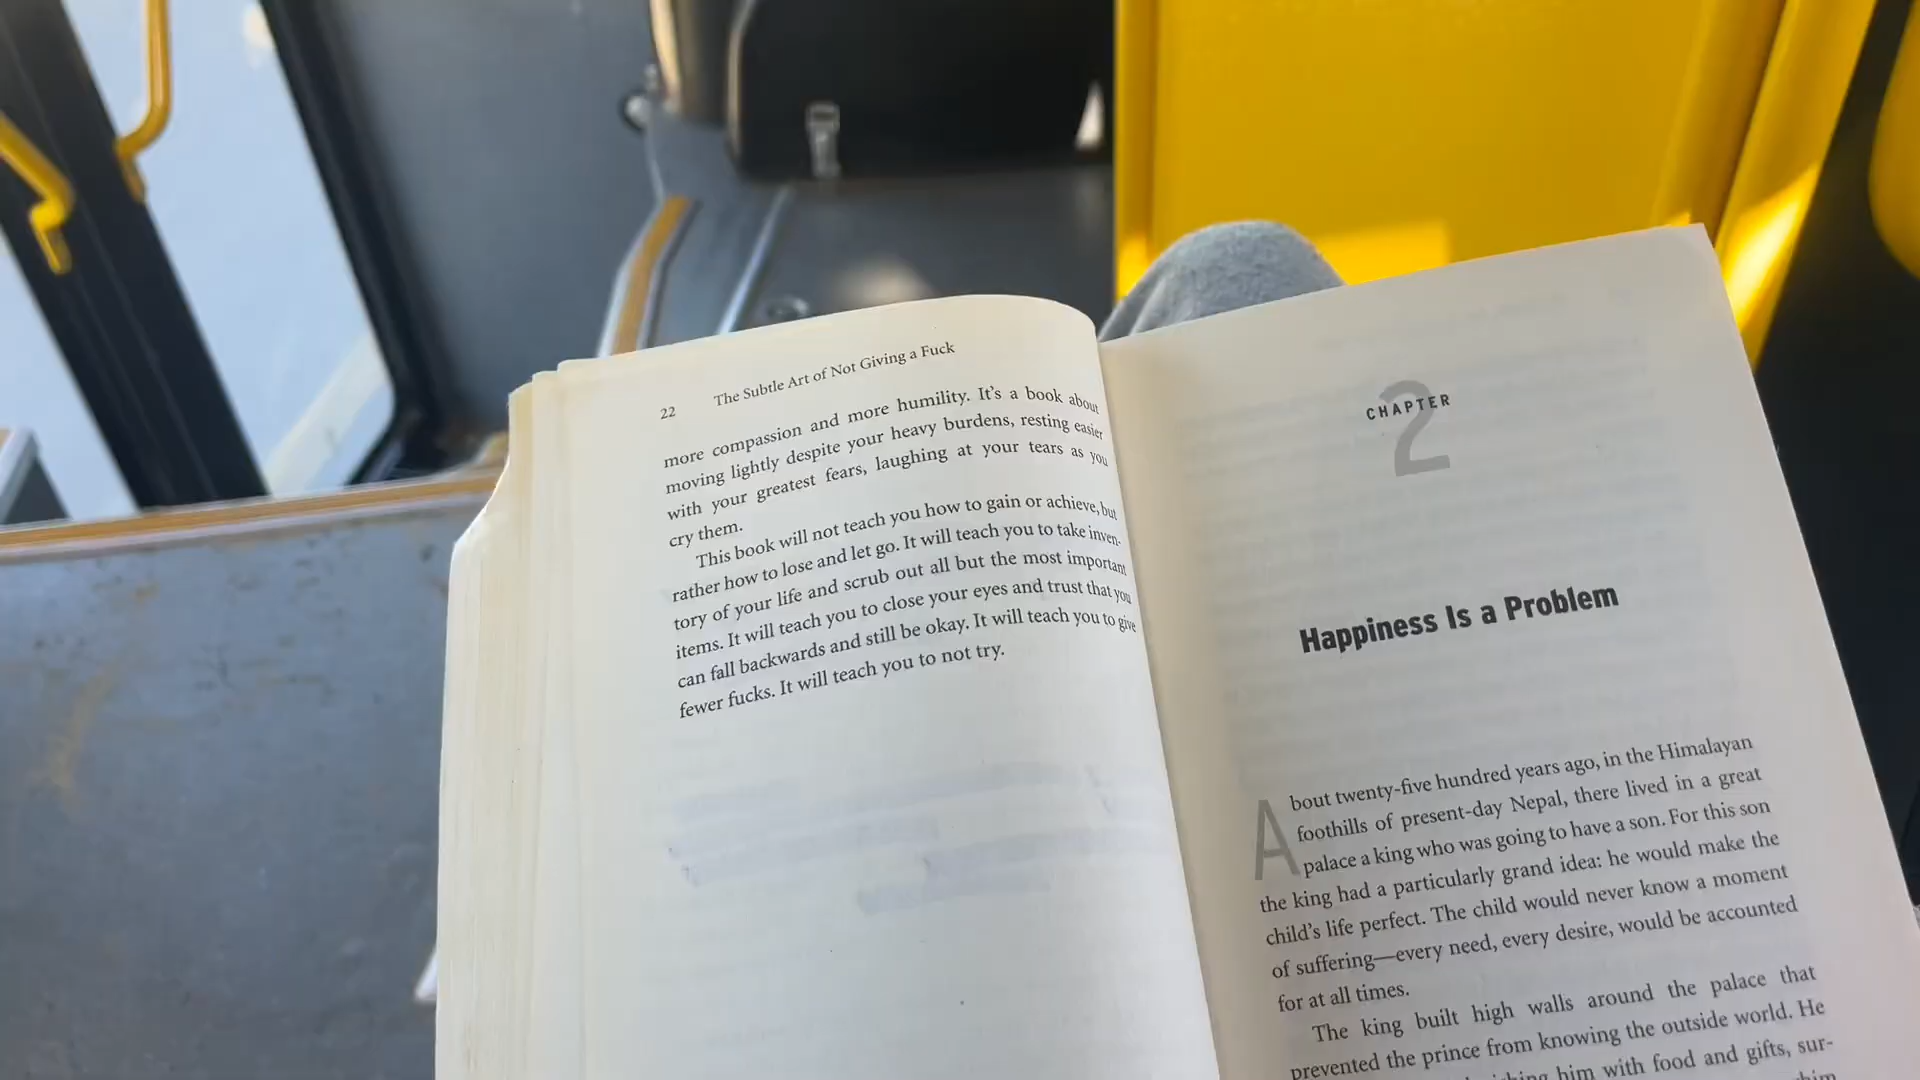 22 The Subtle Art of Not Giving a Fuck
more compassion and more humility. It's a book about
moving lightly despite your heavy burdens, resting easier
with your greatest fears, laughing at your tears as you
cry them.
This book will not teach you how to gain or achieve, but
rather how to lose and let go. It will teach you to take inven-
tory of your life and scrub out all but the most important
items. It will teach you to close your eyes and trust that you
can fall backwards and still be okay. It will teach you to give
fewer fucks. It will teach you to not try.
CHAPTER
2
Happiness Is a Problem
About twenty-five hundred years ago, in the Himalayan
foothills of present-day Nepal, there lived in a great
palace a king who was going to have a son. For this son
the king had a particularly grand idea: he would make the
child's life perfect. The child would never know a moment
of suffering—every need, every desire, would be accounted
for at all times.
The king built high walls around the palace that
prevented the prince from knowing the outside world. He
him with food and gifts, sur-
him